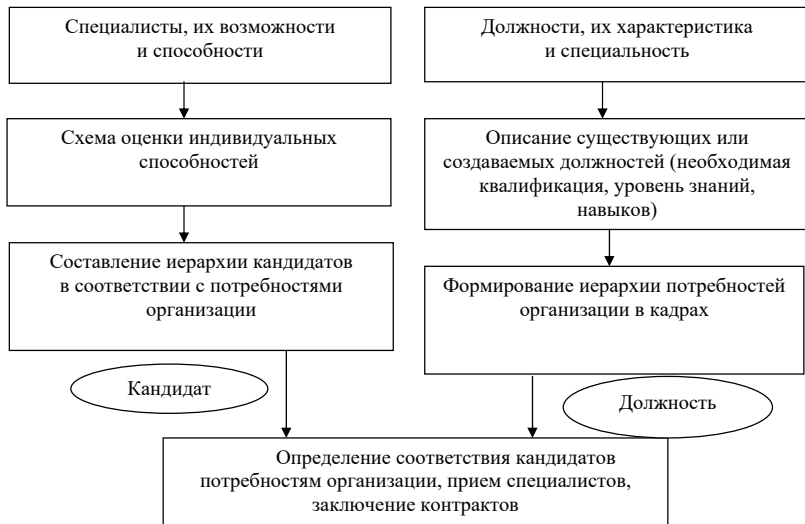 Специалисты, их возможности
и способности
Должности, их характеристика
и специальность
Схема оценки индивидуальных
способностей
Описание существующих или
создаваемых должностей (необходимая
квалификация, уровень знаний,
навыков)
Составление иерархии кандидатов
в соответствии с потребностями
организации
Формирование иерархии потребностей
организации в кадрах
Кандидат
Должность
Определение соответствия кандидатов
потребностям организации, прием специалистов,
заключение контрактов